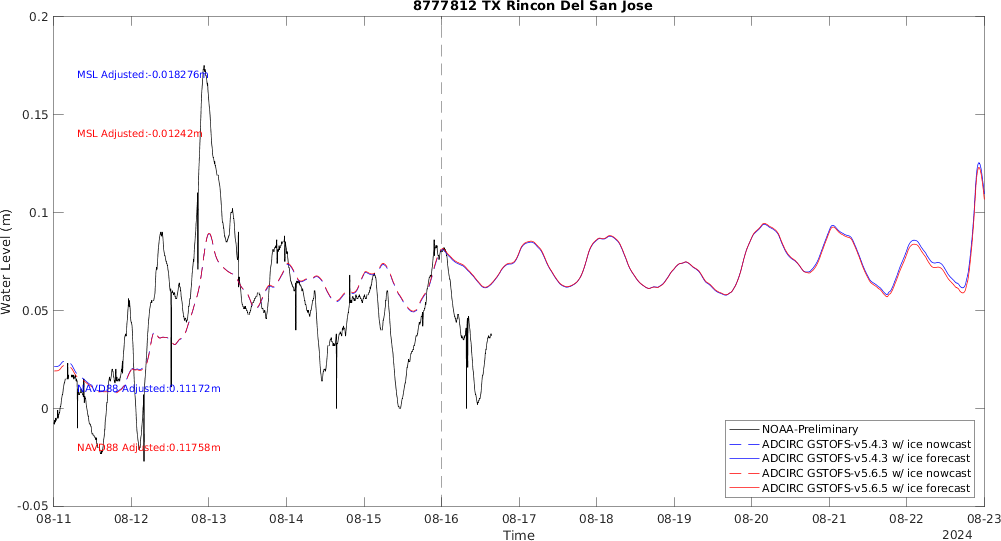 8777812 TX Rincon Del San Jose
Water Level (m)
0.2
0.15
0.1
0.05
0
-0.05
MSL Adjusted:-0.018276m
MSL Adjusted:-0.01242m
NAVD88 Adjusted:0.11172m
NAVD88 Adjusted:0.11758m
NOAA-Preliminary
ADCIRC GSTOFS-v5.4.3 w/ ice nowcast
ADCIRC GSTOFS-v5.4.3 w/ ice forecast
ADCIRC GSTOFS-v5.6.5 w/ ice nowcast
ADCIRC GSTOFS-v5.6.5 w/ ice forecast
08-11 08-12 08-13 08-14 08-15 08-16 08-17 08-18 08-19 08-20 08-21 08-22 08-23
Time
2024